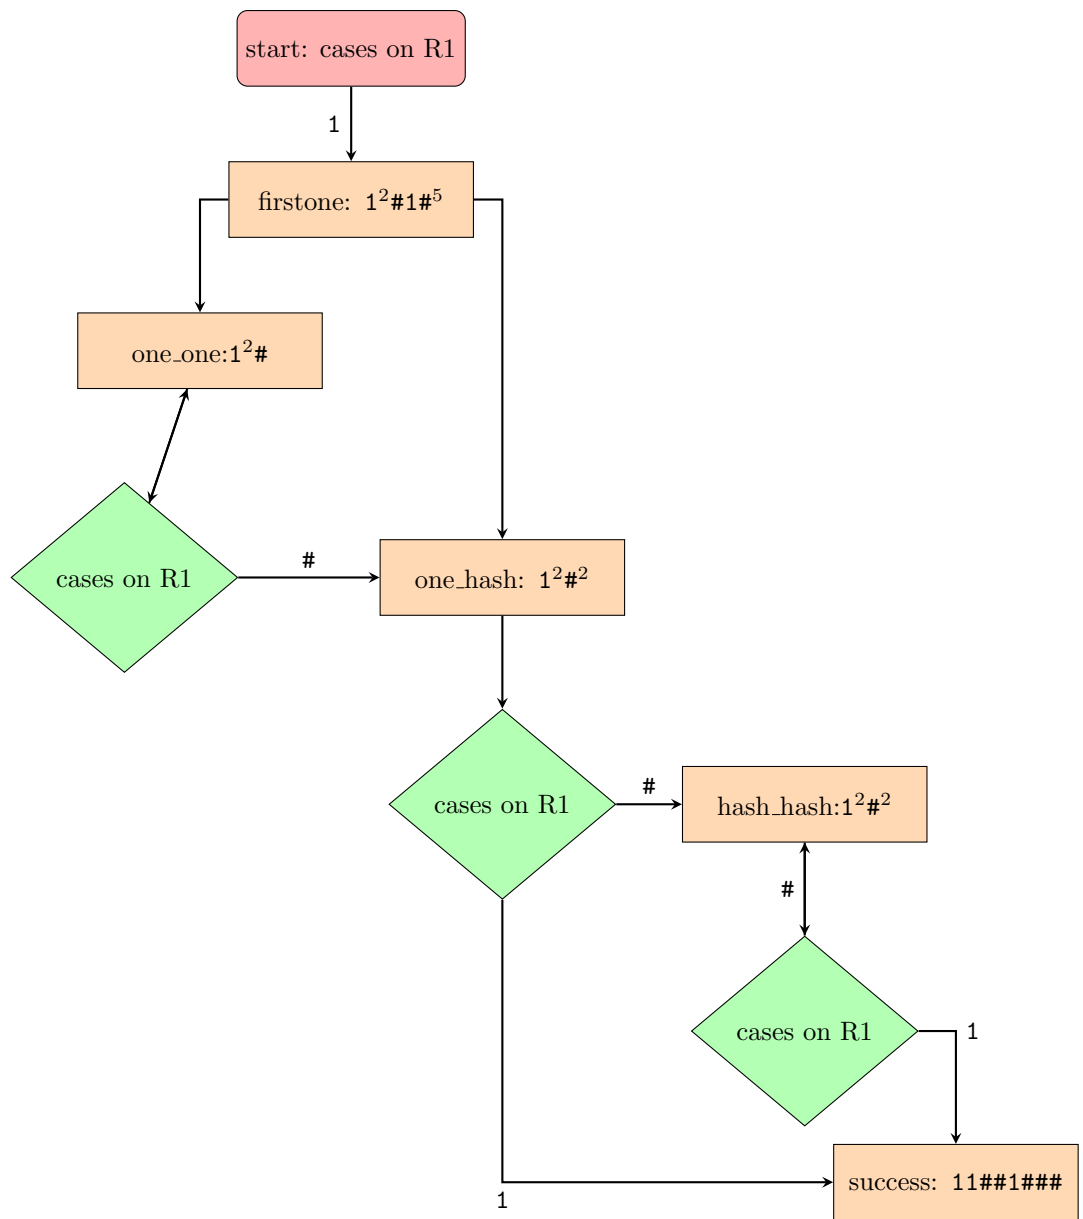 start: cases on R1
1
firstone: 1²#1#⁵
one_one:1²#
cases on R1
#
one_hash: 1²#²
cases on R1
#
hash_hash:1²#²
#
cases on R1
1
success: 11##1###
1